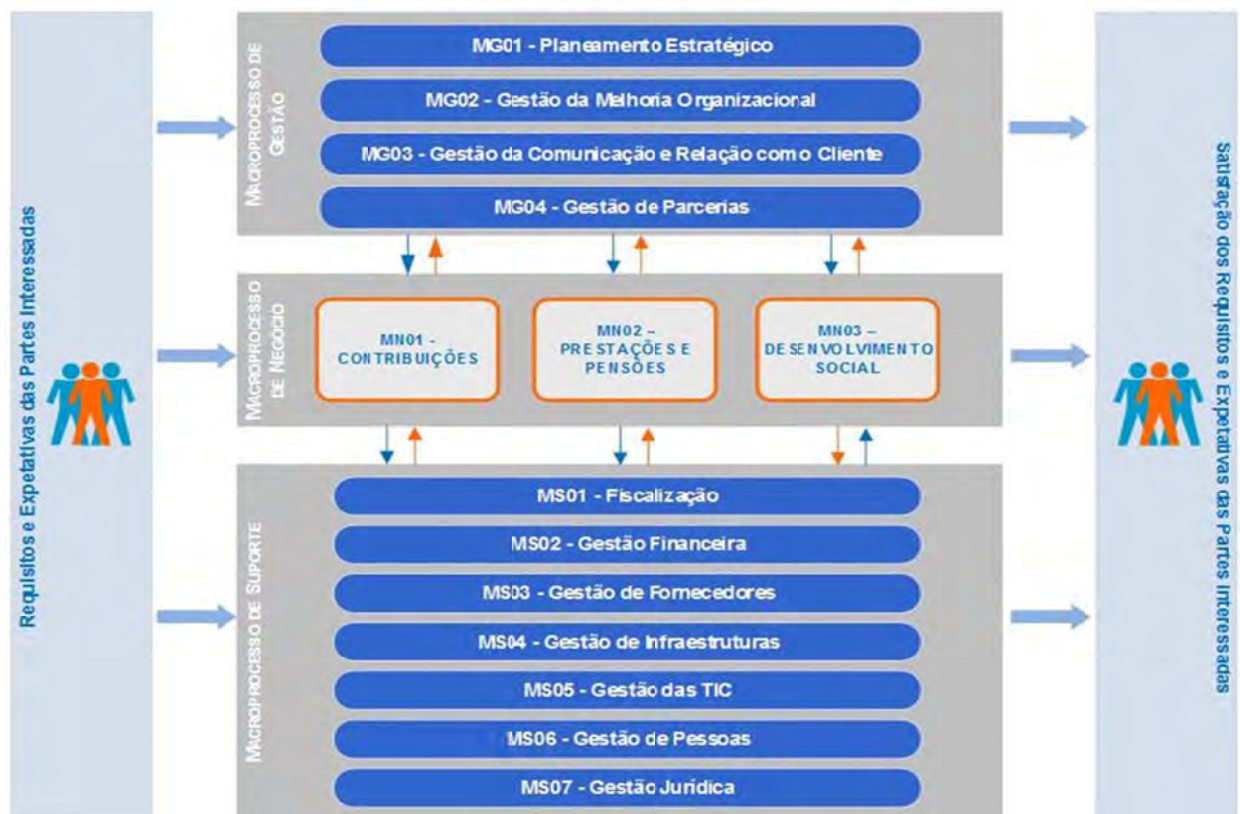 Requisitos e Expetativas das Partes Interessadas
MACROPROCESSO DE
GESTÃO
MG01 - Planeamento Estratégico
MG02 - Gestão da Melhoria Organizacional
MG03 - Gestão da Comunicação e Relação como Cliente
MG04 - Gestão de Parcerias
MACROPROCESSO
DE NEGÓCIO
MN01 -
CONTRIBUIÇÕES
MN02 –
PRESTAÇÕES E
PENSÕES
MN03 –
DESENVOLVIMENTO
SOCIAL
MACROPROCESSO DE SUPORTE
MS01 - Fiscalização
MS02 - Gestão Financeira
MS03 - Gestão de Fornecedores
MS04 - Gestão de Infraestruturas
MS05 - Gestão das TIC
MS06 - Gestão de Pessoas
MS07 - Gestão Jurídica
Satisfação dos Requisitos e Expetativas das Partes Interessadas